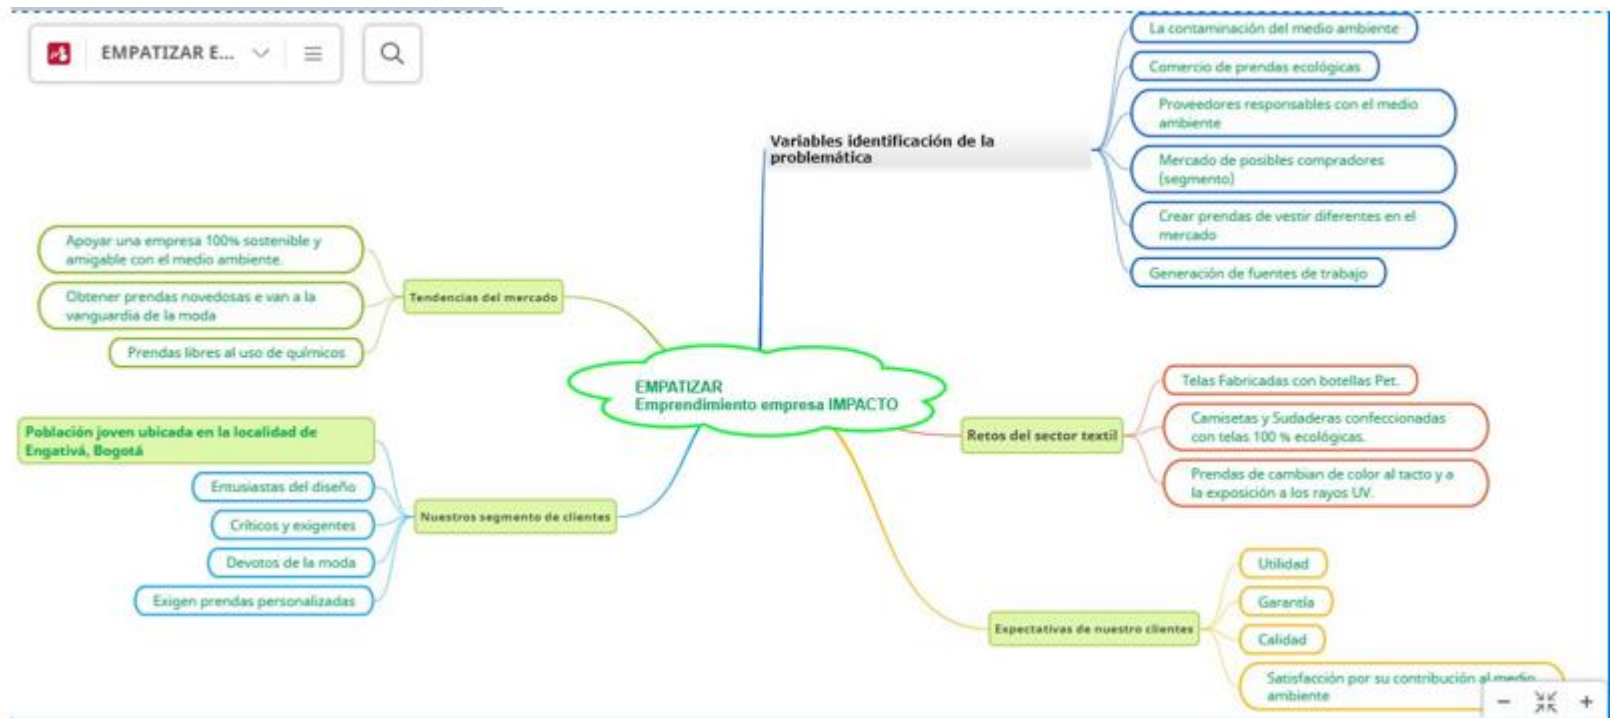 EMPATIZAR E...
Variables identificación de la
problemática
La contaminación del medio ambiente
Comercio de prendas ecológicas
Proveedores responsables con el medio
ambiente
Mercado de posibles compradores
(segmento)
Crear prendas de vestir diferentes en el
mercado
Generación de fuentes de trabajo
Tendencias del mercado
Apoyar una empresa 100% sostenible y
amigable con el medio ambiente.
Obtener prendas novedosas e van a la
vanguardia de la moda
Prendas libres al uso de químicos
EMPATIZAR
Emprendimiento empresa IMPACTO
Retos del sector textil
Telas Fabricadas con botellas Pet.
Camisetas y Sudaderas confeccionadas
con telas 100 % ecológicas.
Prendas de cambian de color al tacto y a
la exposición a los rayos UV.
Nuestros segmento de clientes
Población joven ubicada en la localidad de
Engativá, Bogotá
Entusiastas del diseño
Críticos y exigentes
Devotos de la moda
Exigen prendas personalizadas
Expectativas de nuestro clientes
Utilidad
Garantía
Calidad
Satisfacción por su contribución al medio
ambiente